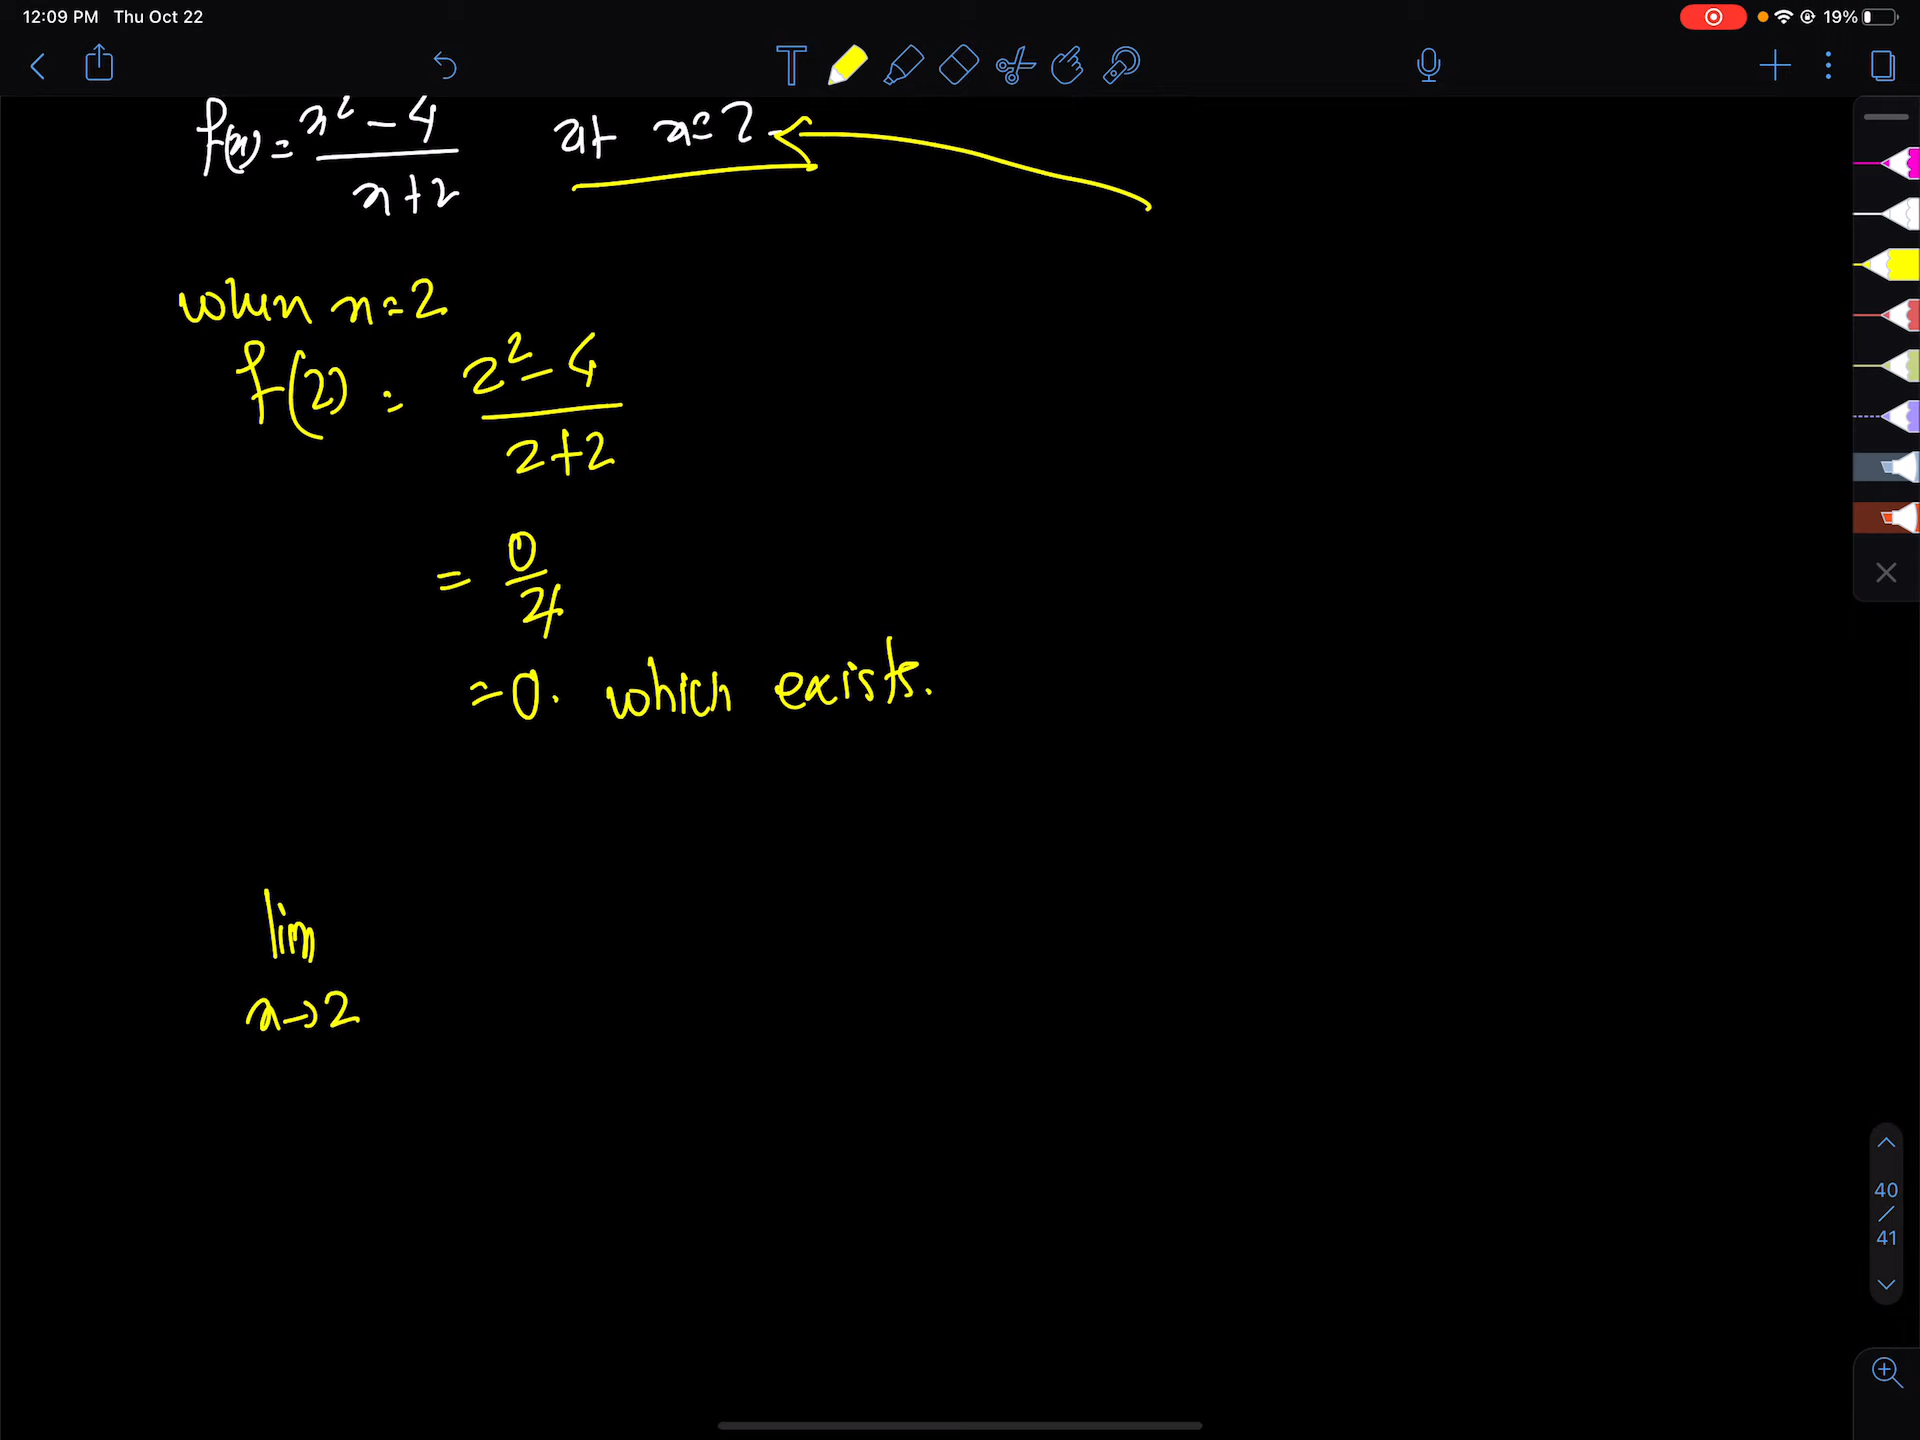 12:09 PM Thu Oct 22
19%
T
f(x) = x² - 4 / x + 2 at x = 2
when x = 2
f(2) = 2² - 4 / 2 + 2
= 0 / 4
= 0. which exists.
lim
x → 2
40
/
41